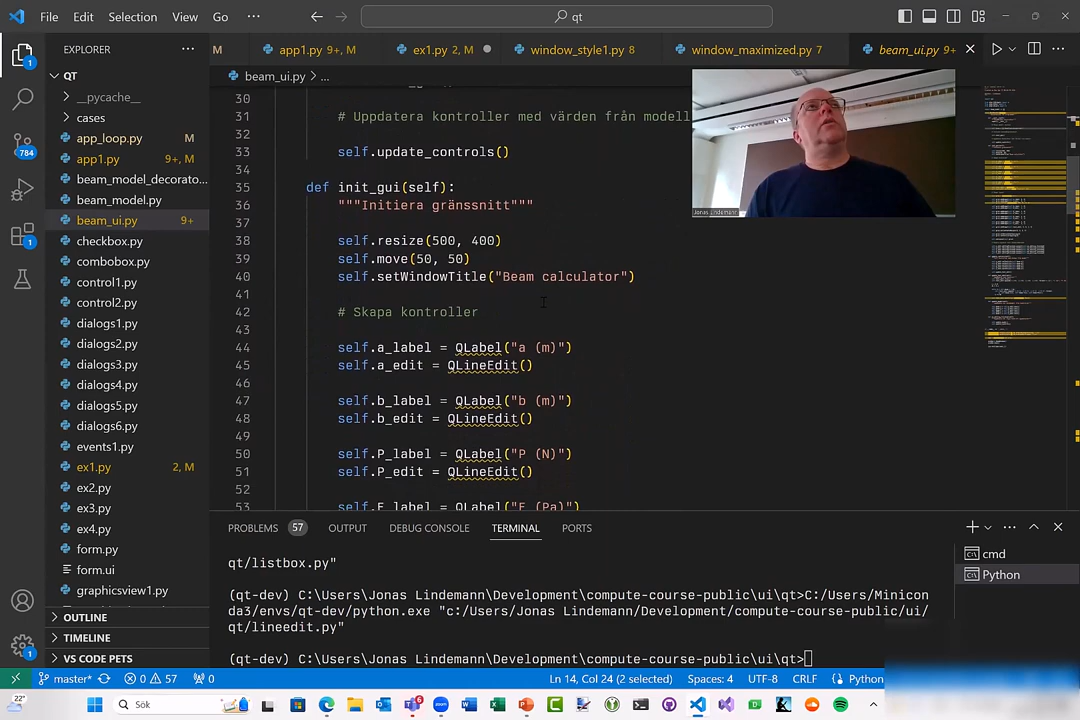 File Edit Selection View Go ··· qt
EXPLORER
app1.py 9+, M ex1.py 2, M window_style1.py 8 window_maximized.py 7 beam_ui.py 9+
QT
beam_ui.py > ...
__pycache__
cases
app_loop.py M
app1.py 9+, M
beam_model_decorato...
beam_model.py
beam_ui.py 9+
checkbox.py
combobox.py
control1.py
control2.py
dialogs1.py
dialogs2.py
dialogs3.py
dialogs4.py
dialogs5.py
dialogs6.py
events1.py
ex1.py 2, M
ex2.py
ex3.py
ex4.py
form.py
form.ui
graphicsview1.py
OUTLINE
TIMELINE
VS CODE PETS
784
1
1
30
31 # Uppdatera kontroller med värden från modell
32
33 self.update_controls()
34
35 def init_gui(self):
36 """Initiera gränssnitt"""
37
38 self.resize(500, 400)
39 self.move(50, 50)
40 self.setWindowTitle("Beam calculator")
41
42 # Skapa kontroller
43
44 self.a_label = QLabel("a (m)")
45 self.a_edit = QLineEdit()
46
47 self.b_label = QLabel("b (m)")
48 self.b_edit = QLineEdit()
49
50 self.P_label = QLabel("P (N)")
51 self.P_edit = QLineEdit()
52
53 self.E_label = QLabel("E (Pa)")
Jonas Lindemann
PROBLEMS 57 OUTPUT DEBUG CONSOLE TERMINAL PORTS
qt/listbox.py"
(qt-dev) C:\Users\Jonas Lindemann\Development\compute-course-public\ui\qt>C:/Users/Minicon
da3/envs/qt-dev/python.exe "c:/Users/Jonas Lindemann/Development/compute-course-public/ui/
qt/lineedit.py"
(qt-dev) C:\Users\Jonas Lindemann\Development\compute-course-public\ui\qt>
cmd
Python
master* 0 57 0 Ln 14, Col 24 (2 selected) Spaces: 4 UTF-8 CRLF Python
22° Sök